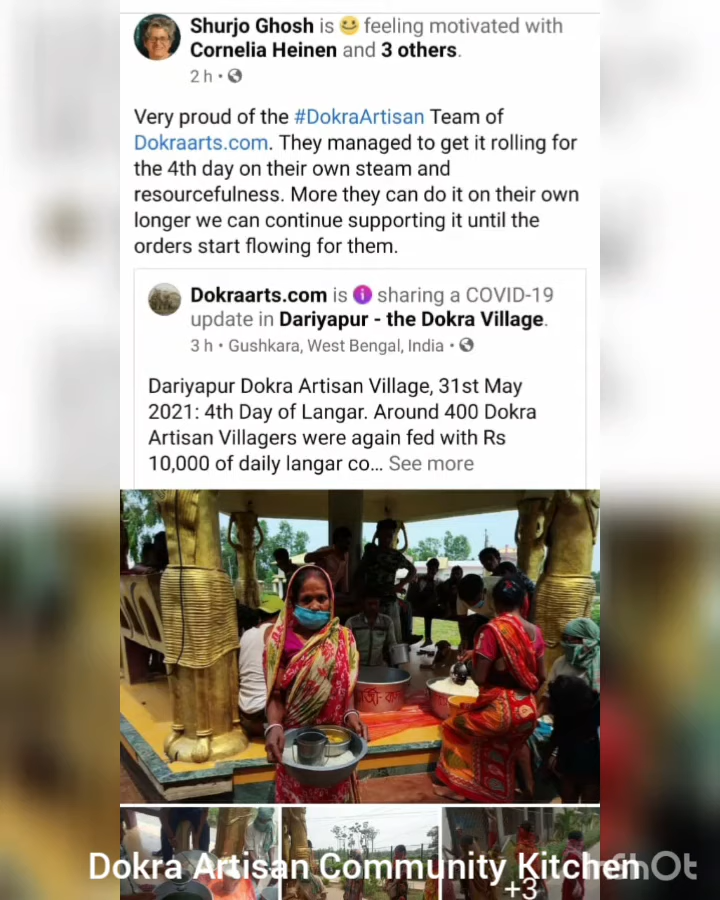 Shurjo Ghosh is 😃 feeling motivated with
Cornelia Heinen and 3 others.
2 h •
Very proud of the #DokraArtisan Team of
Dokraarts.com. They managed to get it rolling for
the 4th day on their own steam and
resourcefulness. More they can do it on their own
longer we can continue supporting it until the
orders start flowing for them.
Dokraarts.com is sharing a COVID-19
update in Dariyapur - the Dokra Village.
3 h • Gushkara, West Bengal, India •
Dariyapur Dokra Artisan Village, 31st May
2021: 4th Day of Langar. Around 400 Dokra
Artisan Villagers were again fed with Rs
10,000 of daily langar co... See more
Dokra Artisan Community Kitchen
+3